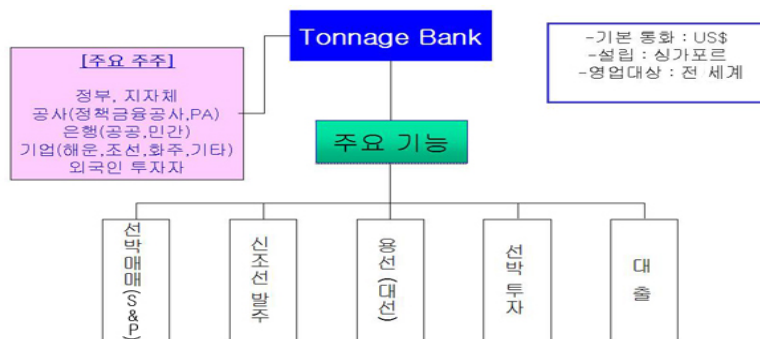 Tonnage Bank
-기본 통화 : US$
-설립 : 싱가포르
-영업대상 : 전 세계
[주요 주주]
정부, 지자체
공사(정책금융공사,PA)
은행(공공,민간)
기업(해운,조선,화주,기타)
외국인 투자자
주요 기능
선박매매(S&P)
신조선 발주
용선(대선)
선박 투자
대 출